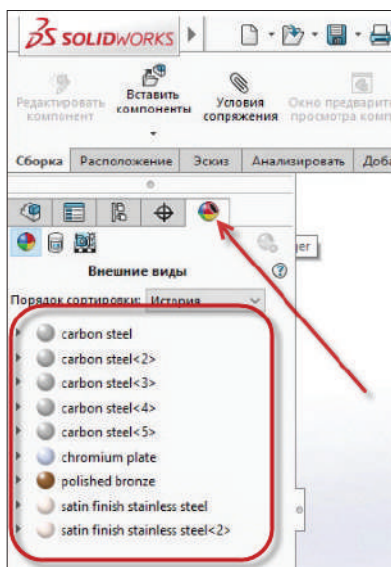 SOLIDWORKS
Редактировать компонент
Вставить компоненты
Условия сопряжения
Окно предварит просмотра комп
Сборка Расположение Эскиз Анализировать Доба
ger
Внешние виды
Порядок сортировки: История
carbon steel
carbon steel<2>
carbon steel<3>
carbon steel<4>
carbon steel<5>
chromium plate
polished bronze
satin finish stainless steel
satin finish stainless steel<2>